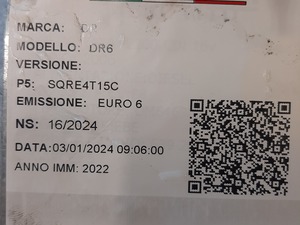 MARCA: DR
MODELLO: DR6
VERSIONE:
P5: SQRE4T15C
EMISSIONE: EURO 6
NS: 16/2024
DATA:03/01/2024 09:06:00
ANNO IMM: 2022